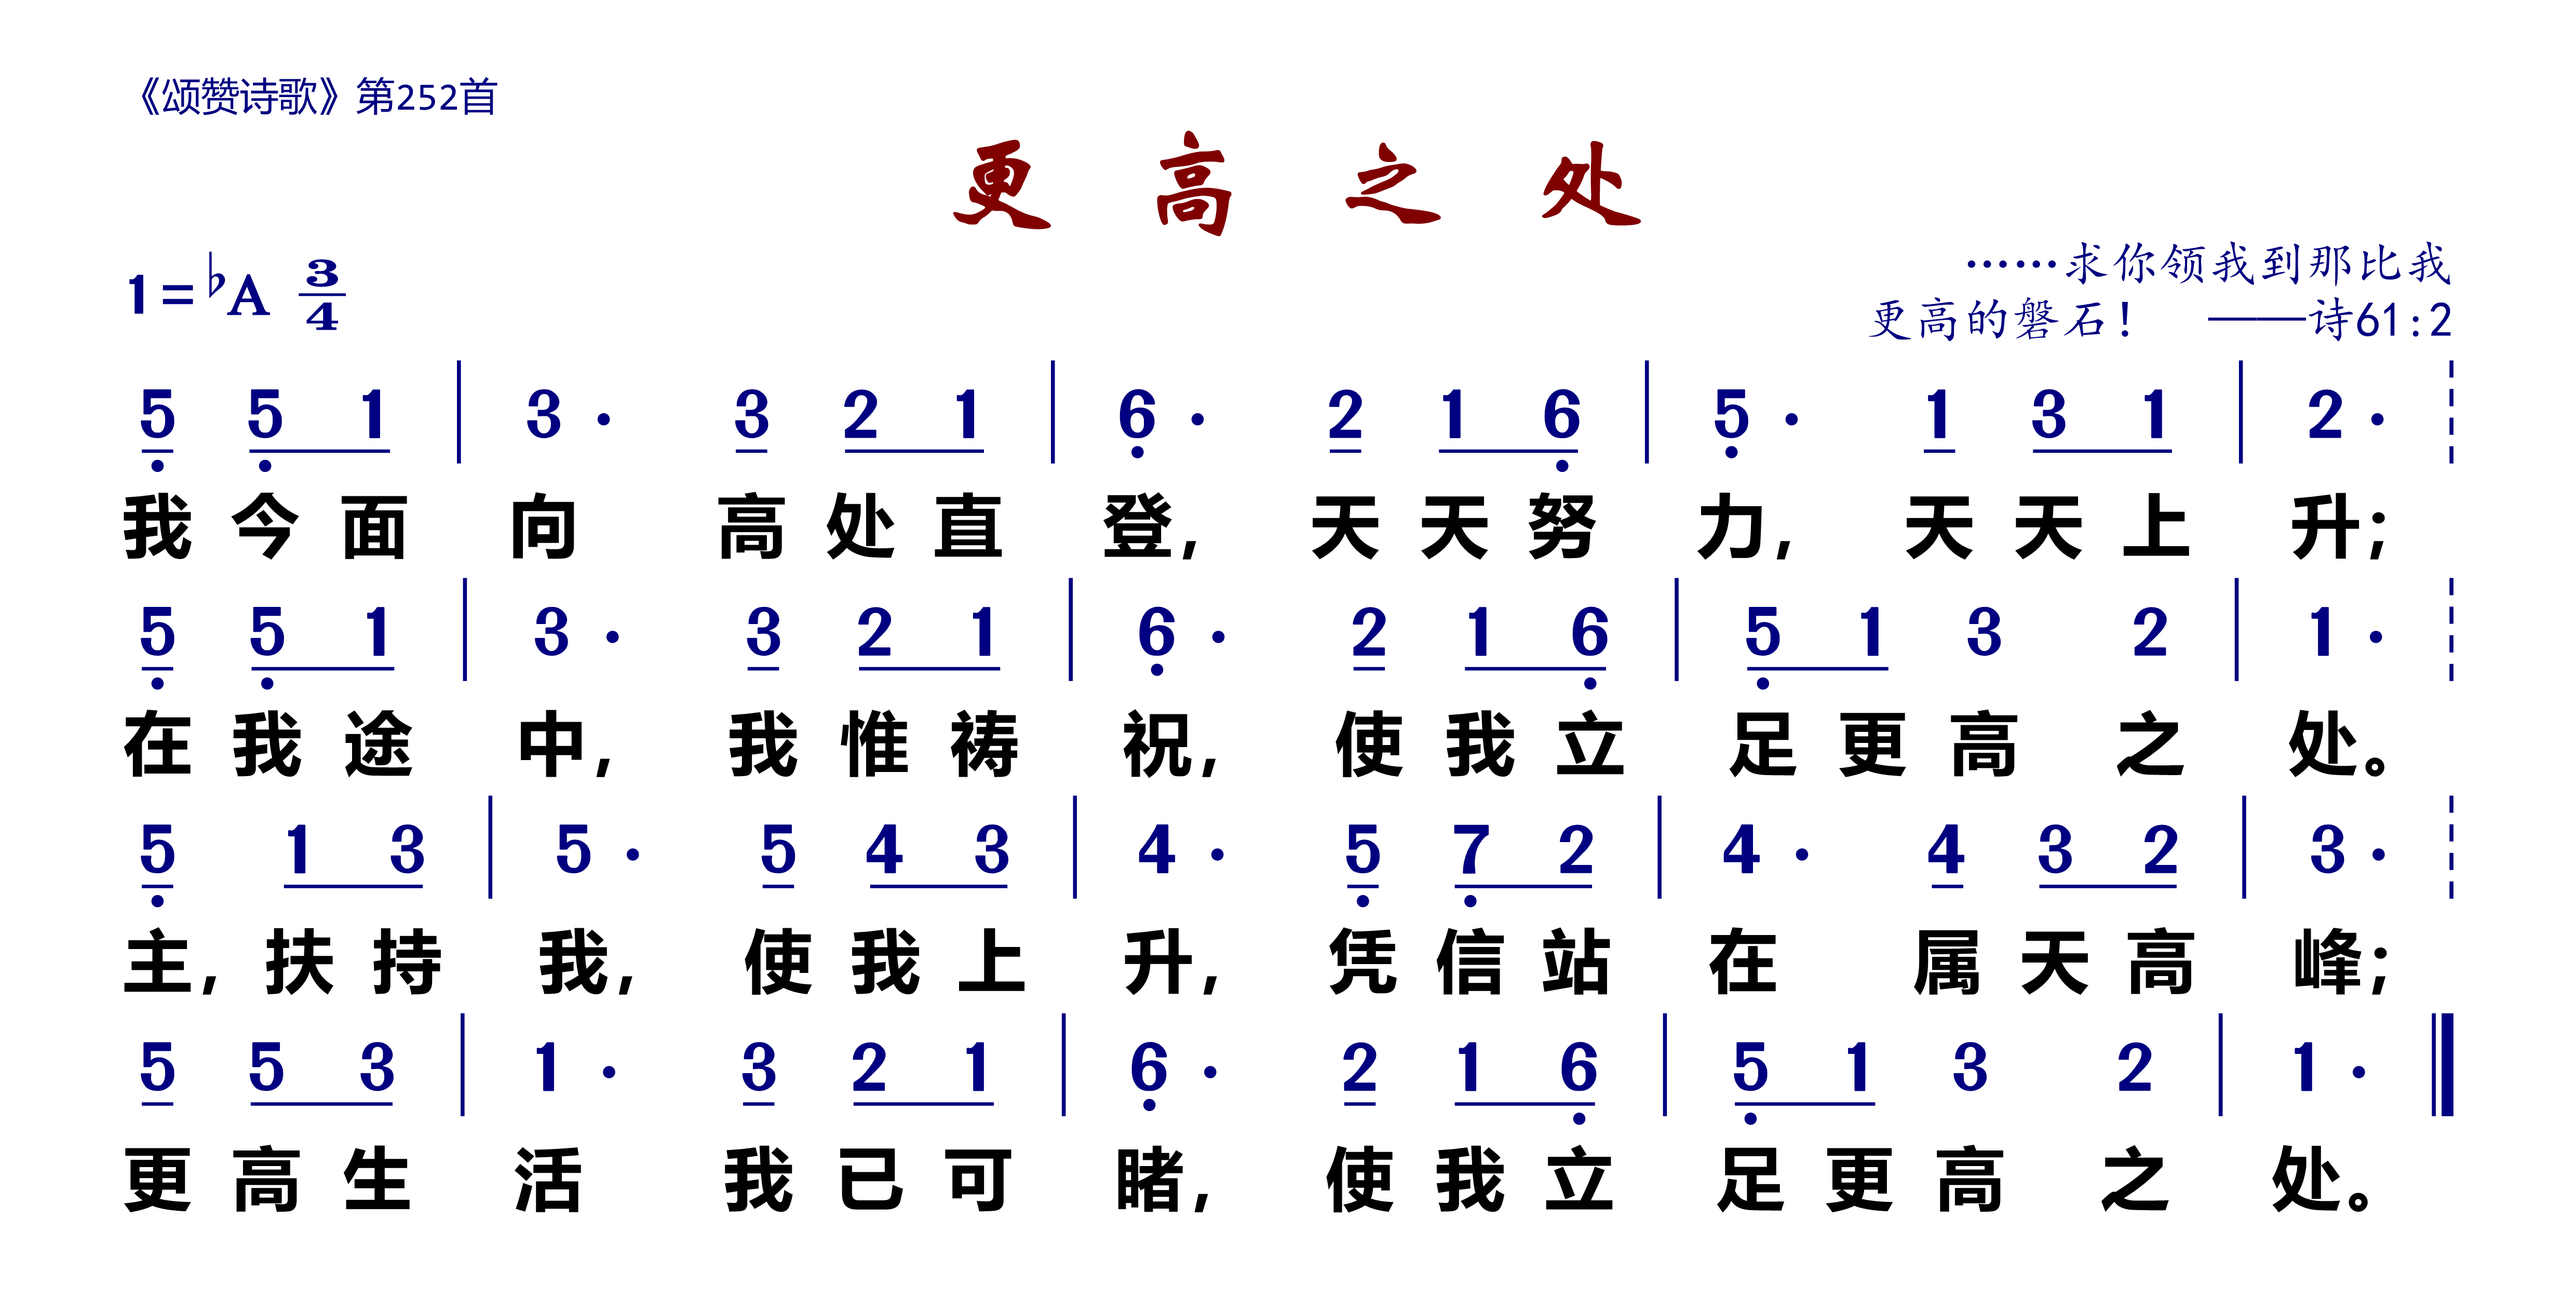 《颂赞诗歌》第252首
更 高 之 处
1=♭A 3/4
……求你领我到那比我
更高的磐石! ——诗61:2
5̣ 5̣ 1 | 3 · 3 2 1 | 6̣ · 2 1 6̣ | 5̣ · 1 3 1 | 2 · ¦
我 今 面 向 高 处 直 登, 天 天 努 力, 天 天 上 升;
5̣ 5̣ 1 | 3 · 3 2 1 | 6̣ · 2 1 6̣ | 5̣ 1 3 2 | 1 · ¦
在 我 途 中, 我 惟 祷 祝, 使 我 立 足 更 高 之 处。
5̣ 1 3 | 5 · 5 4 3 | 4 · 5̣ 7̣ 2 | 4 · 4 3 2 | 3 · ¦
主, 扶 持 我, 使 我 上 升, 凭 信 站 在 属 天 高 峰;
5 5 3 | 1 · 3 2 1 | 6̣ · 2 1 6̣ | 5̣ 1 3 2 | 1 · ‖
更 高 生 活 我 已 可 睹, 使 我 立 足 更 高 之 处。